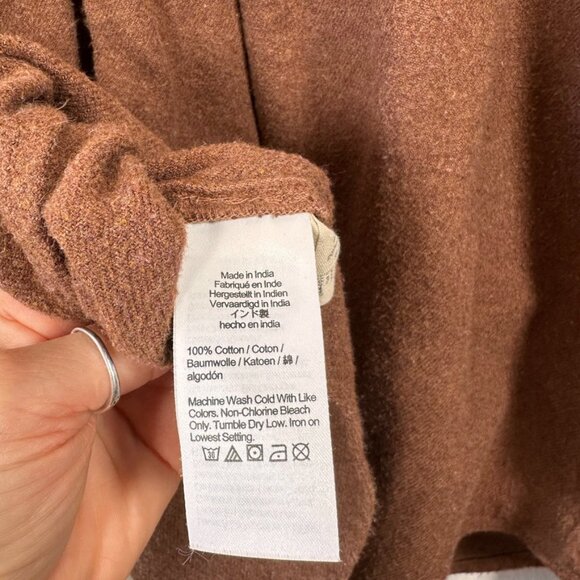 Made in India
Fabriqué en Inde
Hergestellt in Indien
Vervaardigd in India
インド製
hecho en india
100% Cotton / Coton /
Baumwolle / Katoen / 綿 /
algodón
Machine Wash Cold With Like
Colors. Non-Chlorine Bleach
Only. Tumble Dry Low. Iron on
Lowest Setting.